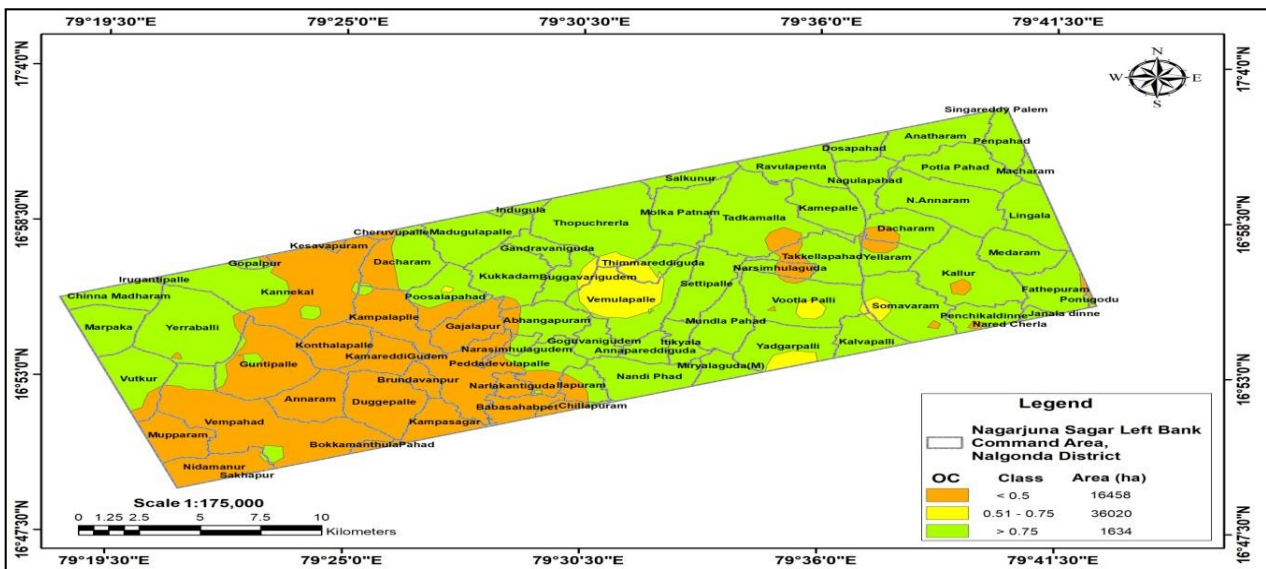 79°19'30"E 79°25'0"E 79°30'30"E 79°36'0"E 79°41'30"E
17°4'0"N 17°4'0"N
N
W E
S
Singareddy Palem
Anatharam
Penpahad
Dosapahad
Ravulapenta
Potla Pahad
Macharam
Salkunur
Nagulapahad
N.Annaram
Indugula
Molka Patnam
Kamepalle
Tadkamalla
Lingala
16°58'30"N 16°58'30"N
Thopuchrerla
Cheruvupalle
Madugulapalle
Dacharam
Kesavapuram
Gandravaniguda
Medaram
Gopalpur
Dacharam
Thimmareddiguda
Takkellapahad
Yellaram
Irugantipalle
Kukkadam
Buggavarigudem
Narsimhulaguda
Kallur
Chinna Madharam
Kannekal
Poosalapahad
Vemulapalle
Settipalle
Vootla Palli
Somavaram
Fathepuram
Ponugodu
Marpaka
Yerraballi
Kampalaplle
Gajalapur
Abhangapuram
Mundla Pahad
Penchikaldinne
Janala dinne
Nared Cherla
Konthalapalle
Narasimhulagudem
Goguvanigudem
Itikyala
Yadgarpalli
Kalvapalli
Guntipalle
KamareddiGudem
Peddadevulapalle
Annapareddiguda
Miryalaguda(M)
Vutkur
Brundavanpur
Narlakantiguda
Ilapuram
Nandi Phad
16°53'0"N 16°53'0"N
Annaram
Duggepalle
Babasahabpet
Chillapuram
Vempahad
Kampasagar
Mupparam
BokkamanthulaPahad
Nidamanur
Sakhapur
Legend
Nagarjuna Sagar Left Bank
Command Area,
Nalgonda District
OC Class Area (ha)
< 0.5 16458
0.51 - 0.75 36020
> 0.75 1634
Scale 1:175,000
0 1.25 2.5 5 7.5 10
Kilometers
16°47'30"N 16°47'30"N
79°19'30"E 79°25'0"E 79°30'30"E 79°36'0"E 79°41'30"E